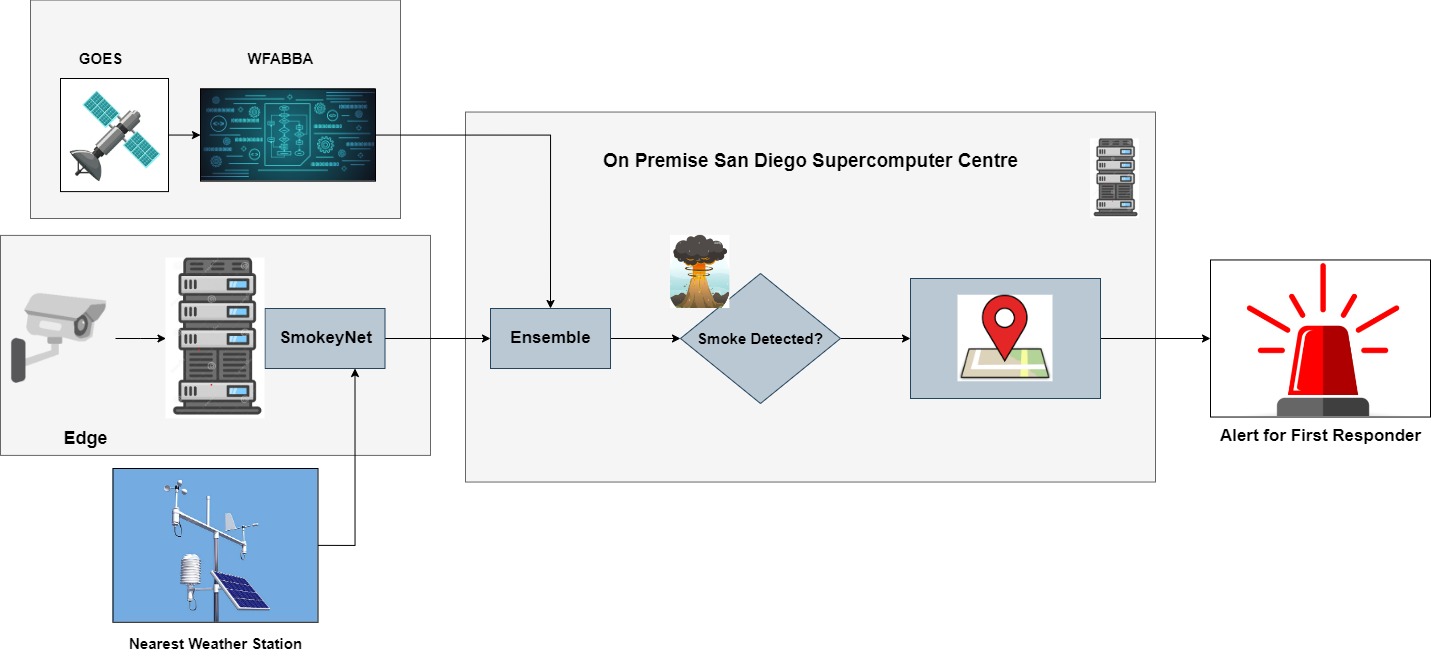 GOES
WFABBA
On Premise San Diego Supercomputer Centre
SmokeyNet
Ensemble
Smoke Detected?
Edge
Alert for First Responder
Nearest Weather Station